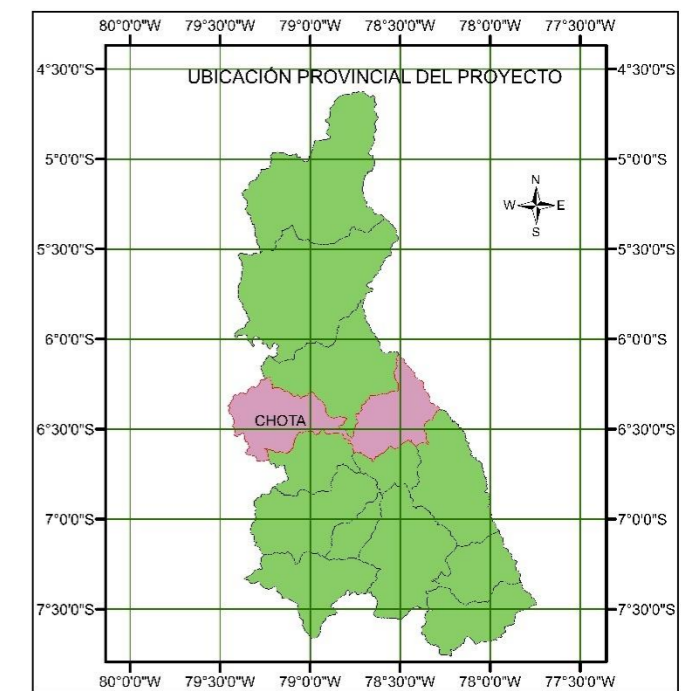 80°0'0"W 79°30'0"W 79°0'0"W 78°30'0"W 78°0'0"W 77°30'0"W
4°30'0"S 4°30'0"S
UBICACIÓN PROVINCIAL DEL PROYECTO
5°0'0"S 5°0'0"S
N
W E
S
5°30'0"S 5°30'0"S
6°0'0"S 6°0'0"S
CHOTA
6°30'0"S 6°30'0"S
7°0'0"S 7°0'0"S
7°30'0"S 7°30'0"S
80°0'0"W 79°30'0"W 79°0'0"W 78°30'0"W 78°0'0"W 77°30'0"W